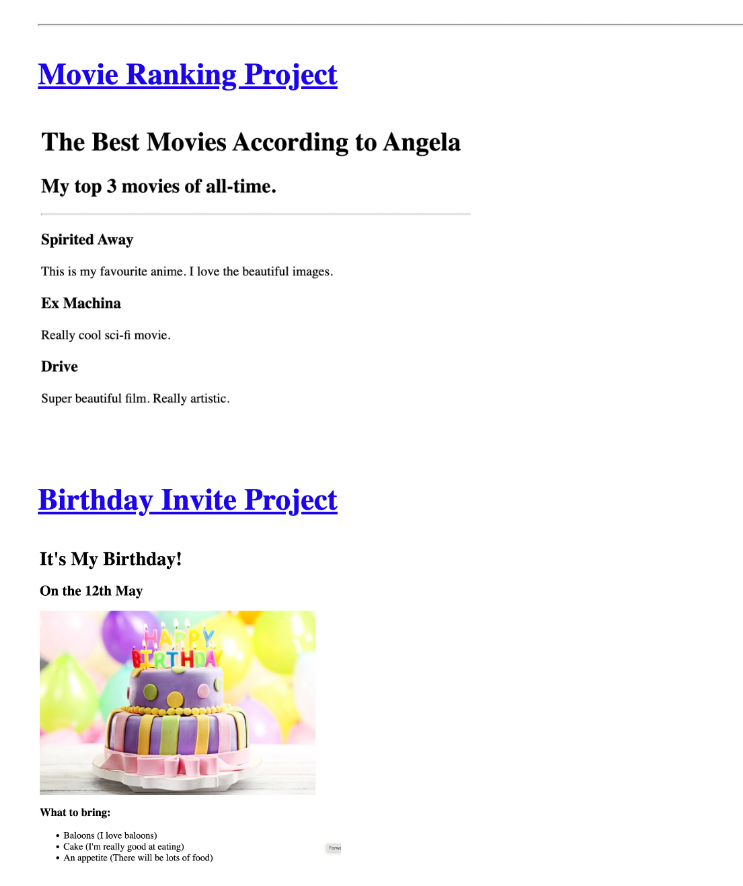 Movie Ranking Project
The Best Movies According to Angela
My top 3 movies of all-time.
Spirited Away
This is my favourite anime. I love the beautiful images.
Ex Machina
Really cool sci-fi movie.
Drive
Super beautiful film. Really artistic.
Birthday Invite Project
It's My Birthday!
On the 12th May
HAPPY
BIRTHDAY
What to bring:
Baloons (I love baloons)
Cake (I'm really good at eating)
An appetite (There will be lots of food)